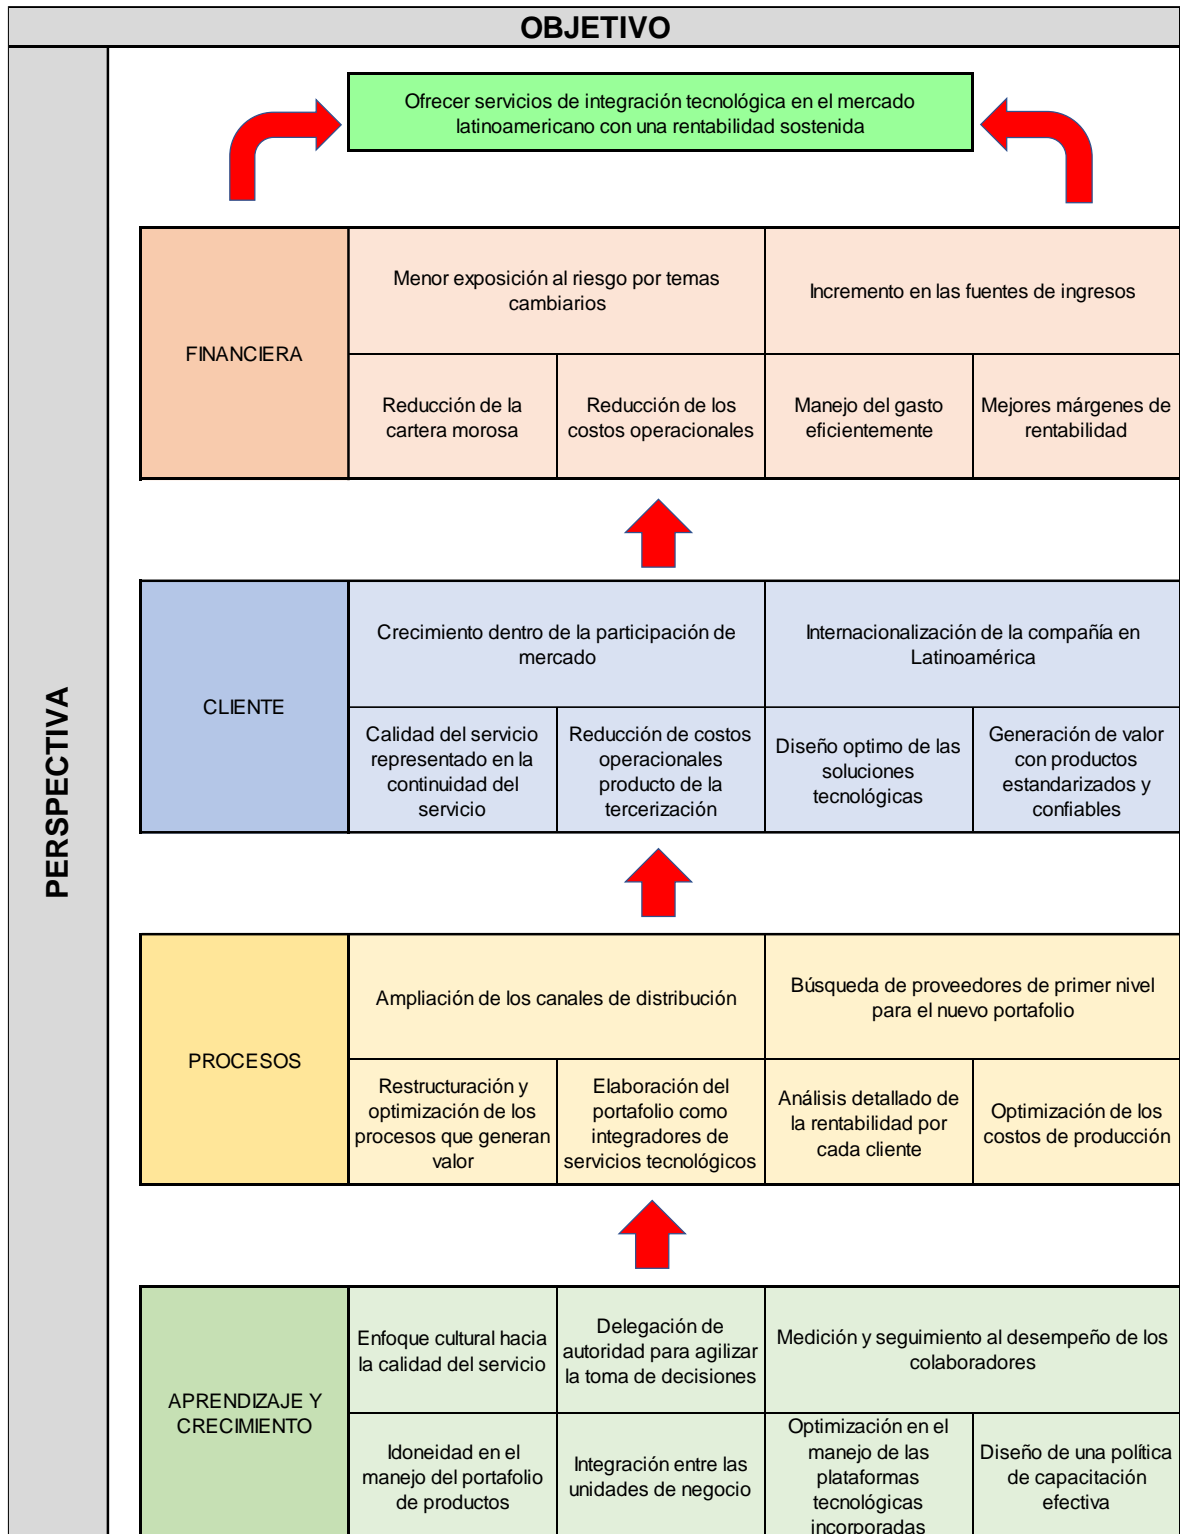 OBJETIVO
PERSPECTIVA
Ofrecer servicios de integración tecnológica en el mercado
latinoamericano con una rentabilidad sostenida
FINANCIERA
Menor exposición al riesgo por temas
cambiarios
Incremento en las fuentes de ingresos
Reducción de la
cartera morosa
Reducción de los
costos operacionales
Manejo del gasto
eficientemente
Mejores márgenes de
rentabilidad
CLIENTE
Crecimiento dentro de la participación de
mercado
Internacionalización de la compañía en
Latinoamérica
Calidad del servicio
representado en la
continuidad del
servicio
Reducción de costos
operacionales
producto de la
tercerización
Diseño optimo de las
soluciones
tecnológicas
Generación de valor
con productos
estandarizados y
confiables
PROCESOS
Ampliación de los canales de distribución
Búsqueda de proveedores de primer nivel
para el nuevo portafolio
Restructuración y
optimización de los
procesos que generan
valor
Elaboración del
portafolio como
integradores de
servicios tecnológicos
Análisis detallado de
la rentabilidad por
cada cliente
Optimización de los
costos de producción
APRENDIZAJE Y
CRECIMIENTO
Enfoque cultural hacia
la calidad del servicio
Delegación de
autoridad para agilizar
la toma de decisiones
Medición y seguimiento al desempeño de los
colaboradores
Idoneidad en el
manejo del portafolio
de productos
Integración entre las
unidades de negocio
Optimización en el
manejo de las
plataformas
tecnológicas
incorporadas
Diseño de una política
de capacitación
efectiva